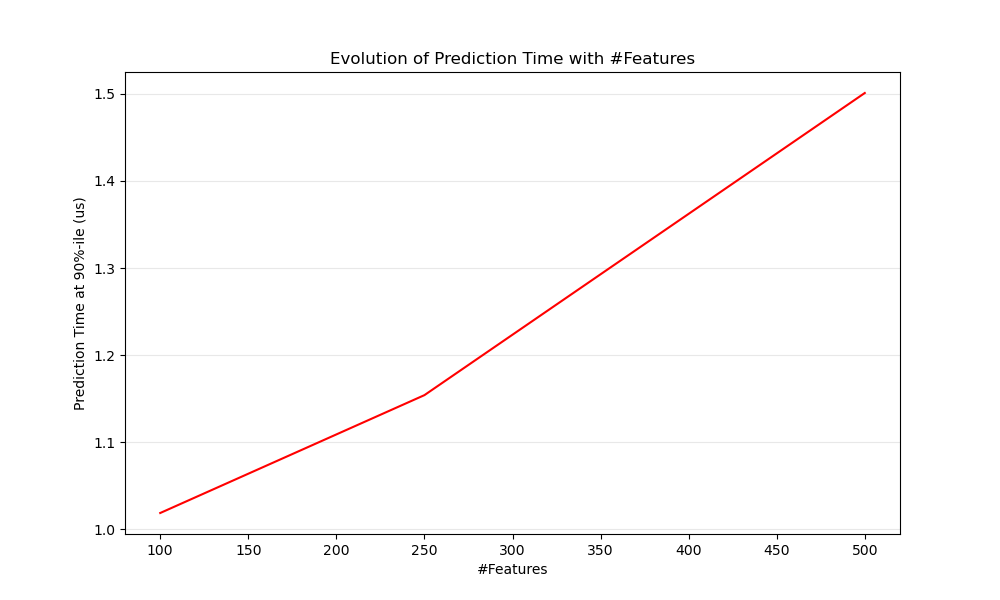 Evolution of Prediction Time with #Features
Prediction Time at 90%-ile (us)
1.5
1.4
1.3
1.2
1.1
1.0
100 150 200 250 300 350 400 450 500
#Features